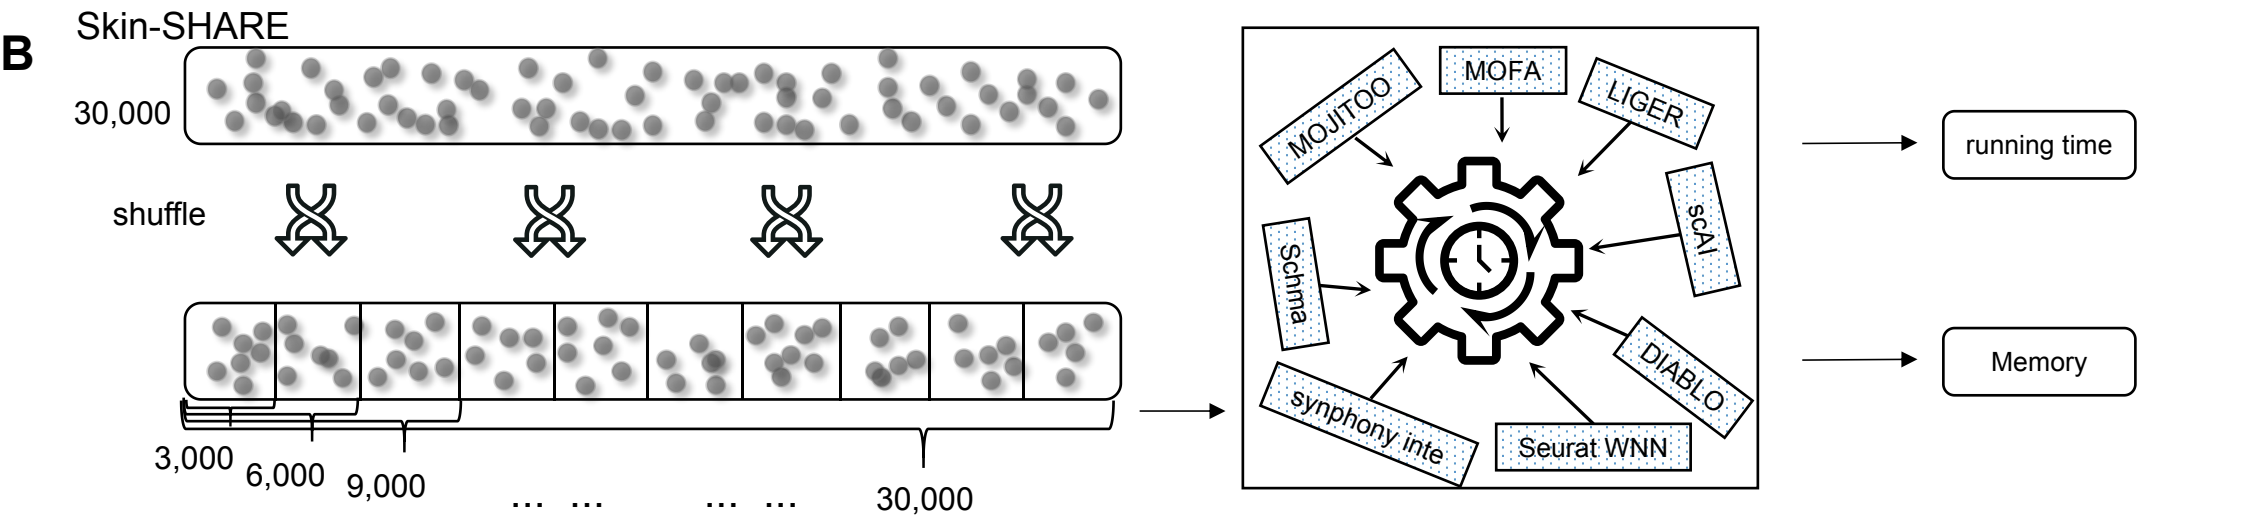 B
Skin-SHARE
30,000
shuffle
3,000
6,000
9,000
... ...
... ...
30,000
MOJITOO
MOFA
LIGER
scAI
Schma
DIABLO
synphony inte
Seurat WNN
running time
Memory